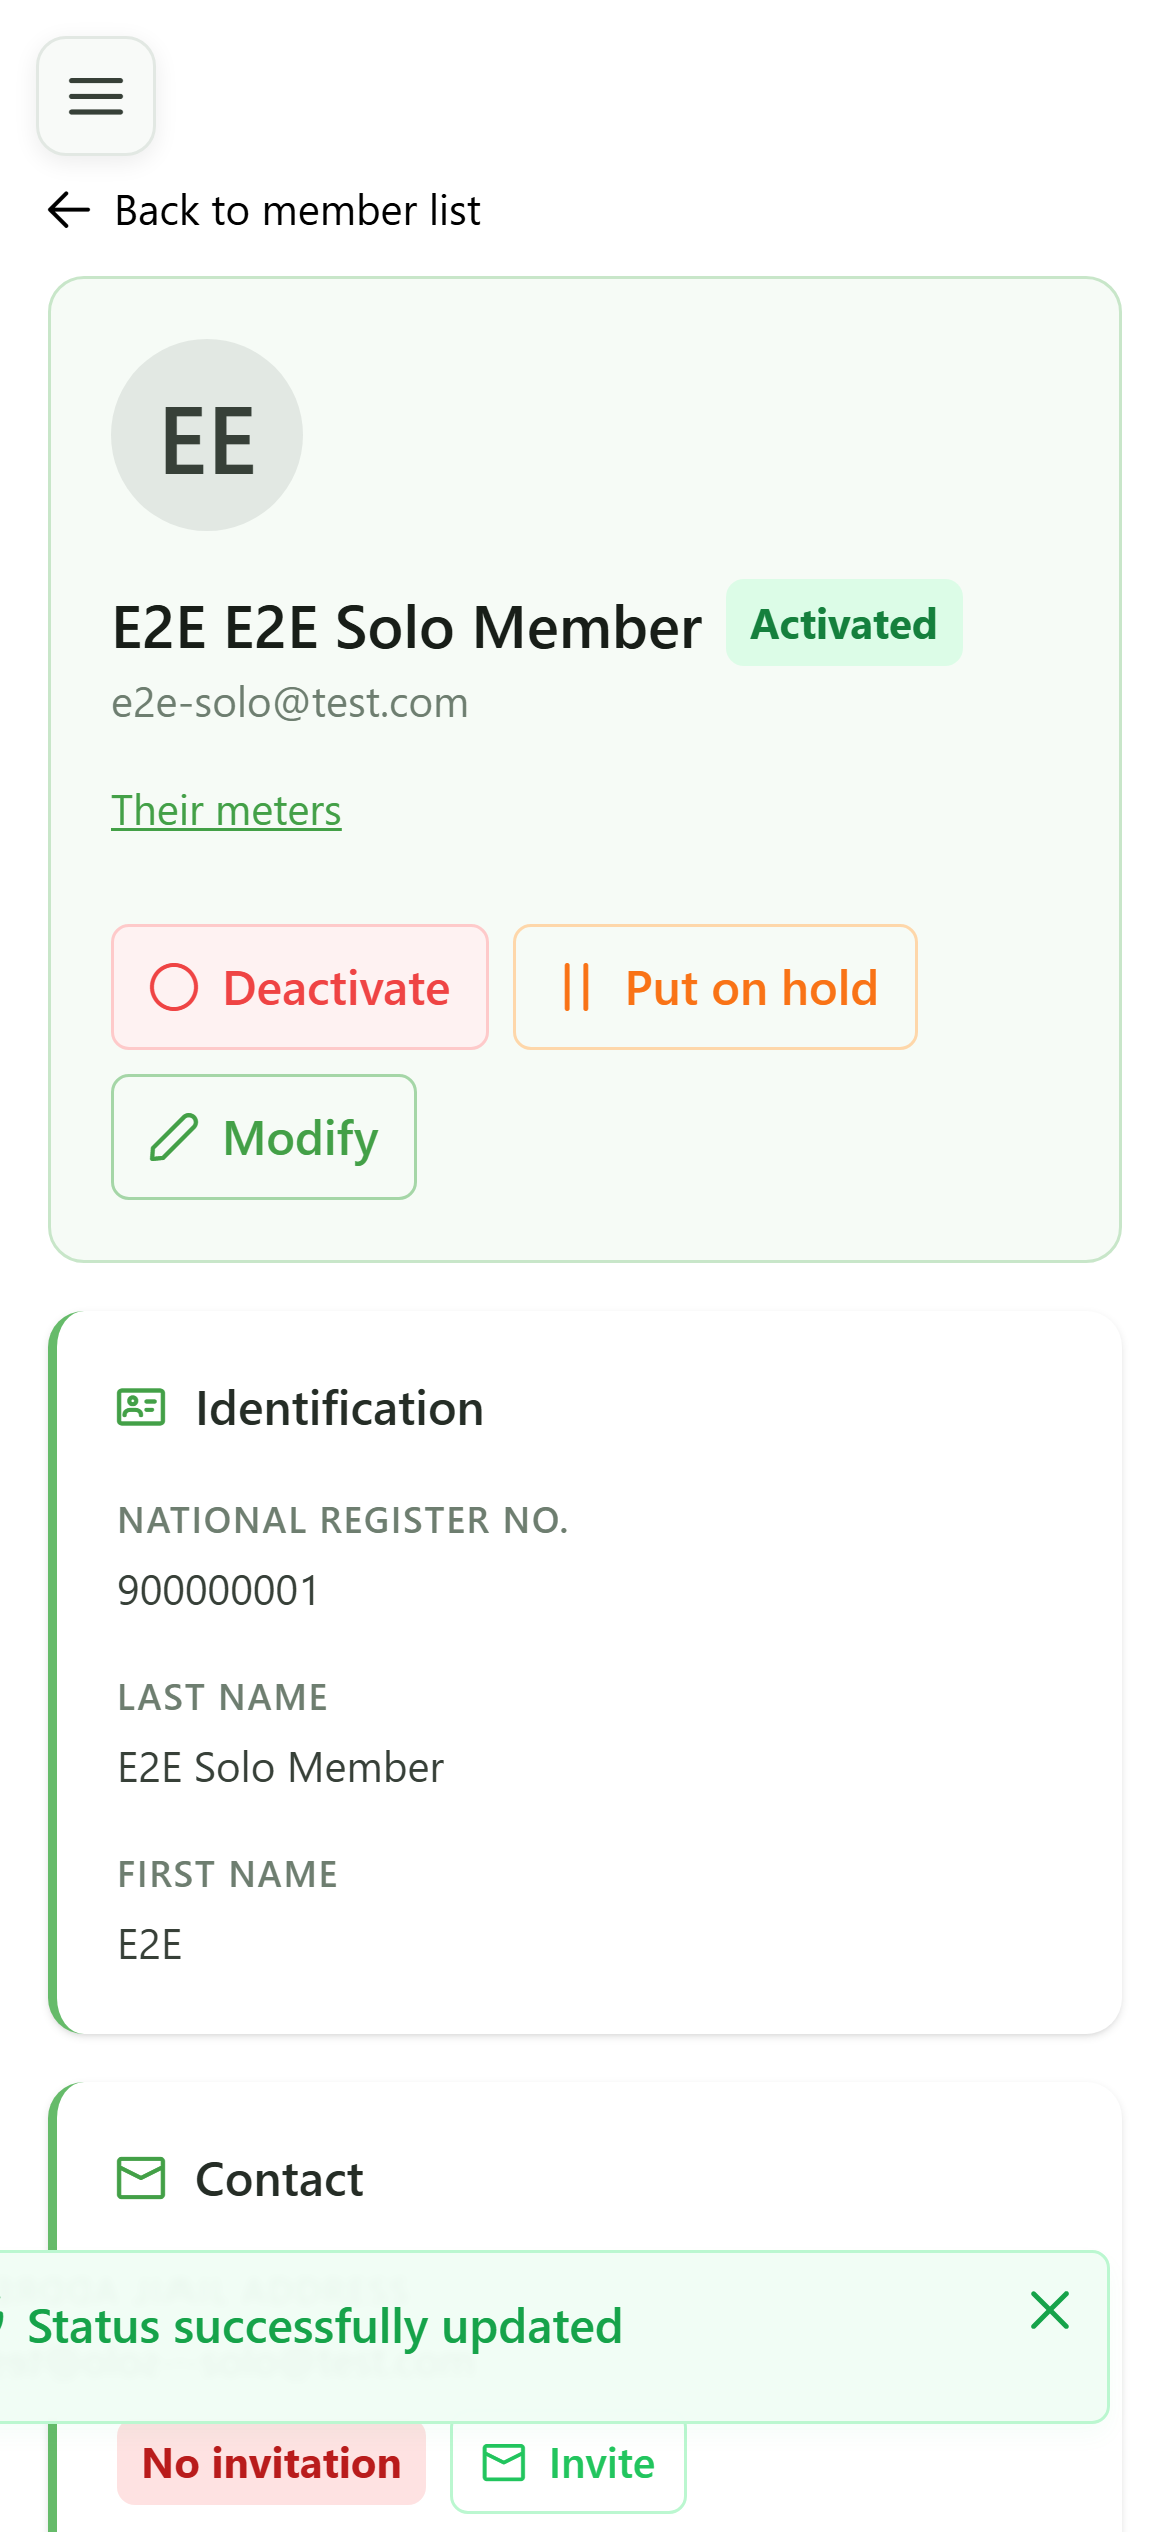 Back to member list
EE
E2E E2E Solo Member Activated
e2e-solo@test.com
Their meters
Deactivate Put on hold
Modify
Identification
NATIONAL REGISTER NO.
900000001
LAST NAME
E2E Solo Member
FIRST NAME
E2E
Contact
Status successfully updated
No invitation Invite